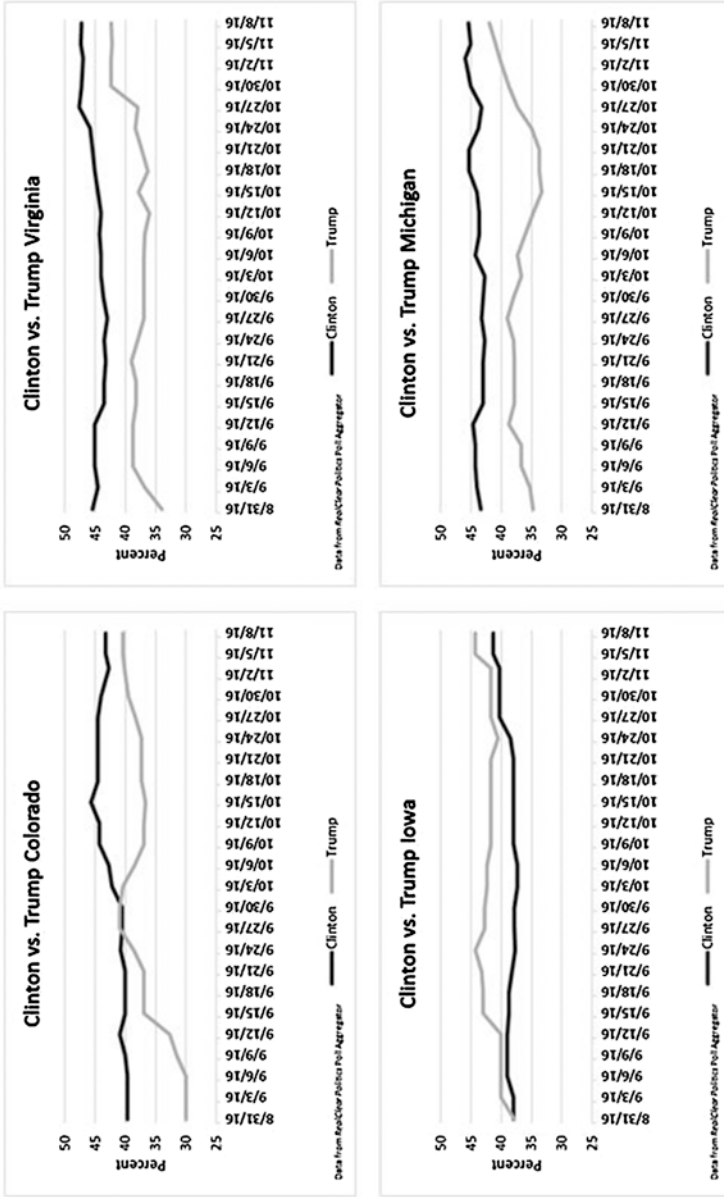 Clinton vs. Trump Colorado
50
45
40
35
30
25
Percent
8/31/16 9/3/16 9/6/16 9/9/16 9/12/16 9/15/16 9/18/16 9/21/16 9/24/16 9/27/16 9/30/16 10/3/16 10/6/16 10/9/16 10/12/16 10/15/16 10/18/16 10/21/16 10/24/16 10/27/16 10/30/16 11/2/16 11/5/16 11/8/16
Clinton Trump
Data from RealClear Politics Poll Aggregator
Clinton vs. Trump Virginia
50
45
40
35
30
25
Percent
8/31/16 9/3/16 9/6/16 9/9/16 9/12/16 9/15/16 9/18/16 9/21/16 9/24/16 9/27/16 9/30/16 10/3/16 10/6/16 10/9/16 10/12/16 10/15/16 10/18/16 10/21/16 10/24/16 10/27/16 10/30/16 11/2/16 11/5/16 11/8/16
Clinton Trump
Data from RealClear Politics Poll Aggregator
Clinton vs. Trump Iowa
50
45
40
35
30
25
Percent
8/31/16 9/3/16 9/6/16 9/9/16 9/12/16 9/15/16 9/18/16 9/21/16 9/24/16 9/27/16 9/30/16 10/3/16 10/6/16 10/9/16 10/12/16 10/15/16 10/18/16 10/21/16 10/24/16 10/27/16 10/30/16 11/2/16 11/5/16 11/8/16
Clinton Trump
Data from RealClear Politics Poll Aggregator
Clinton vs. Trump Michigan
50
45
40
35
30
25
Percent
8/31/16 9/3/16 9/6/16 9/9/16 9/12/16 9/15/16 9/18/16 9/21/16 9/24/16 9/27/16 9/30/16 10/3/16 10/6/16 10/9/16 10/12/16 10/15/16 10/18/16 10/21/16 10/24/16 10/27/16 10/30/16 11/2/16 11/5/16 11/8/16
Clinton Trump
Data from RealClear Politics Poll Aggregator